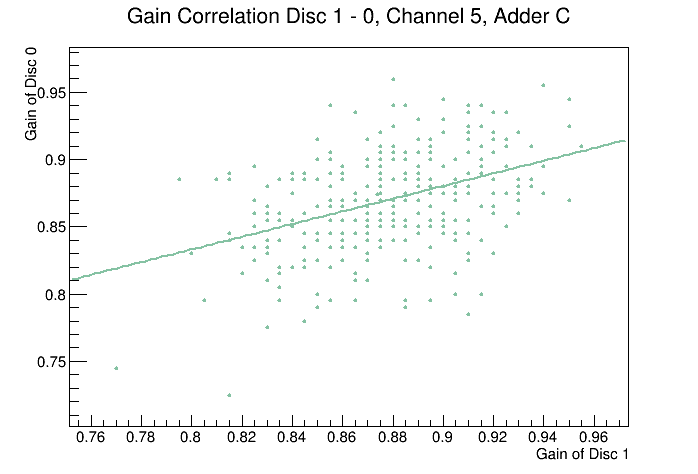 Gain Correlation Disc 1 - 0, Channel 5, Adder C
Gain of Disc 0
0.95
0.9
0.85
0.8
0.75
0.76 0.78 0.8 0.82 0.84 0.86 0.88 0.9 0.92 0.94 0.96
Gain of Disc 1